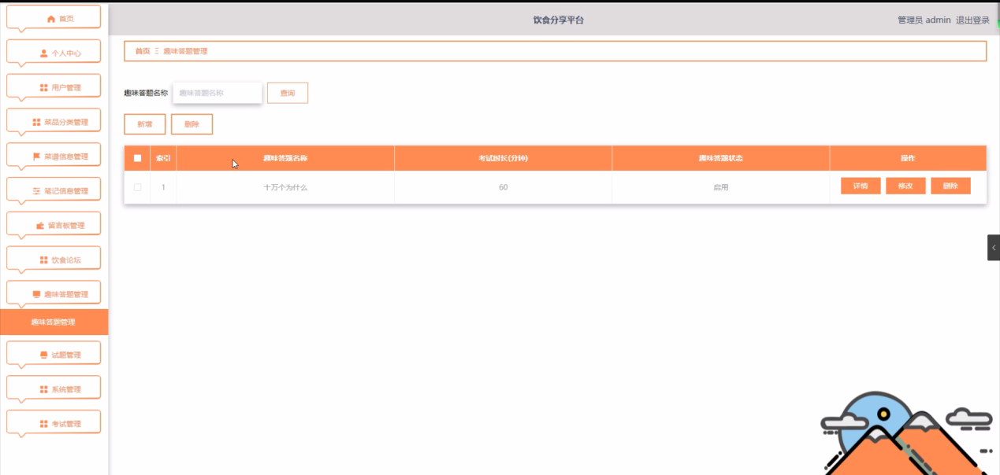 饮食分享平台
管理员 admin 退出登录
首页
个人中心
用户管理
菜品分类管理
菜谱信息管理
笔记信息管理
留言板管理
饮食论坛
趣味答题管理
趣味答题管理
试题管理
系统管理
考试管理
首页 Ξ 趣味答题管理
趣味答题名称 趣味答题名称 查询
新增 删除
索引 趣味答题名称 考试时长(分钟) 趣味答题状态 操作
1 十万个为什么 60 启用 详情 修改 删除